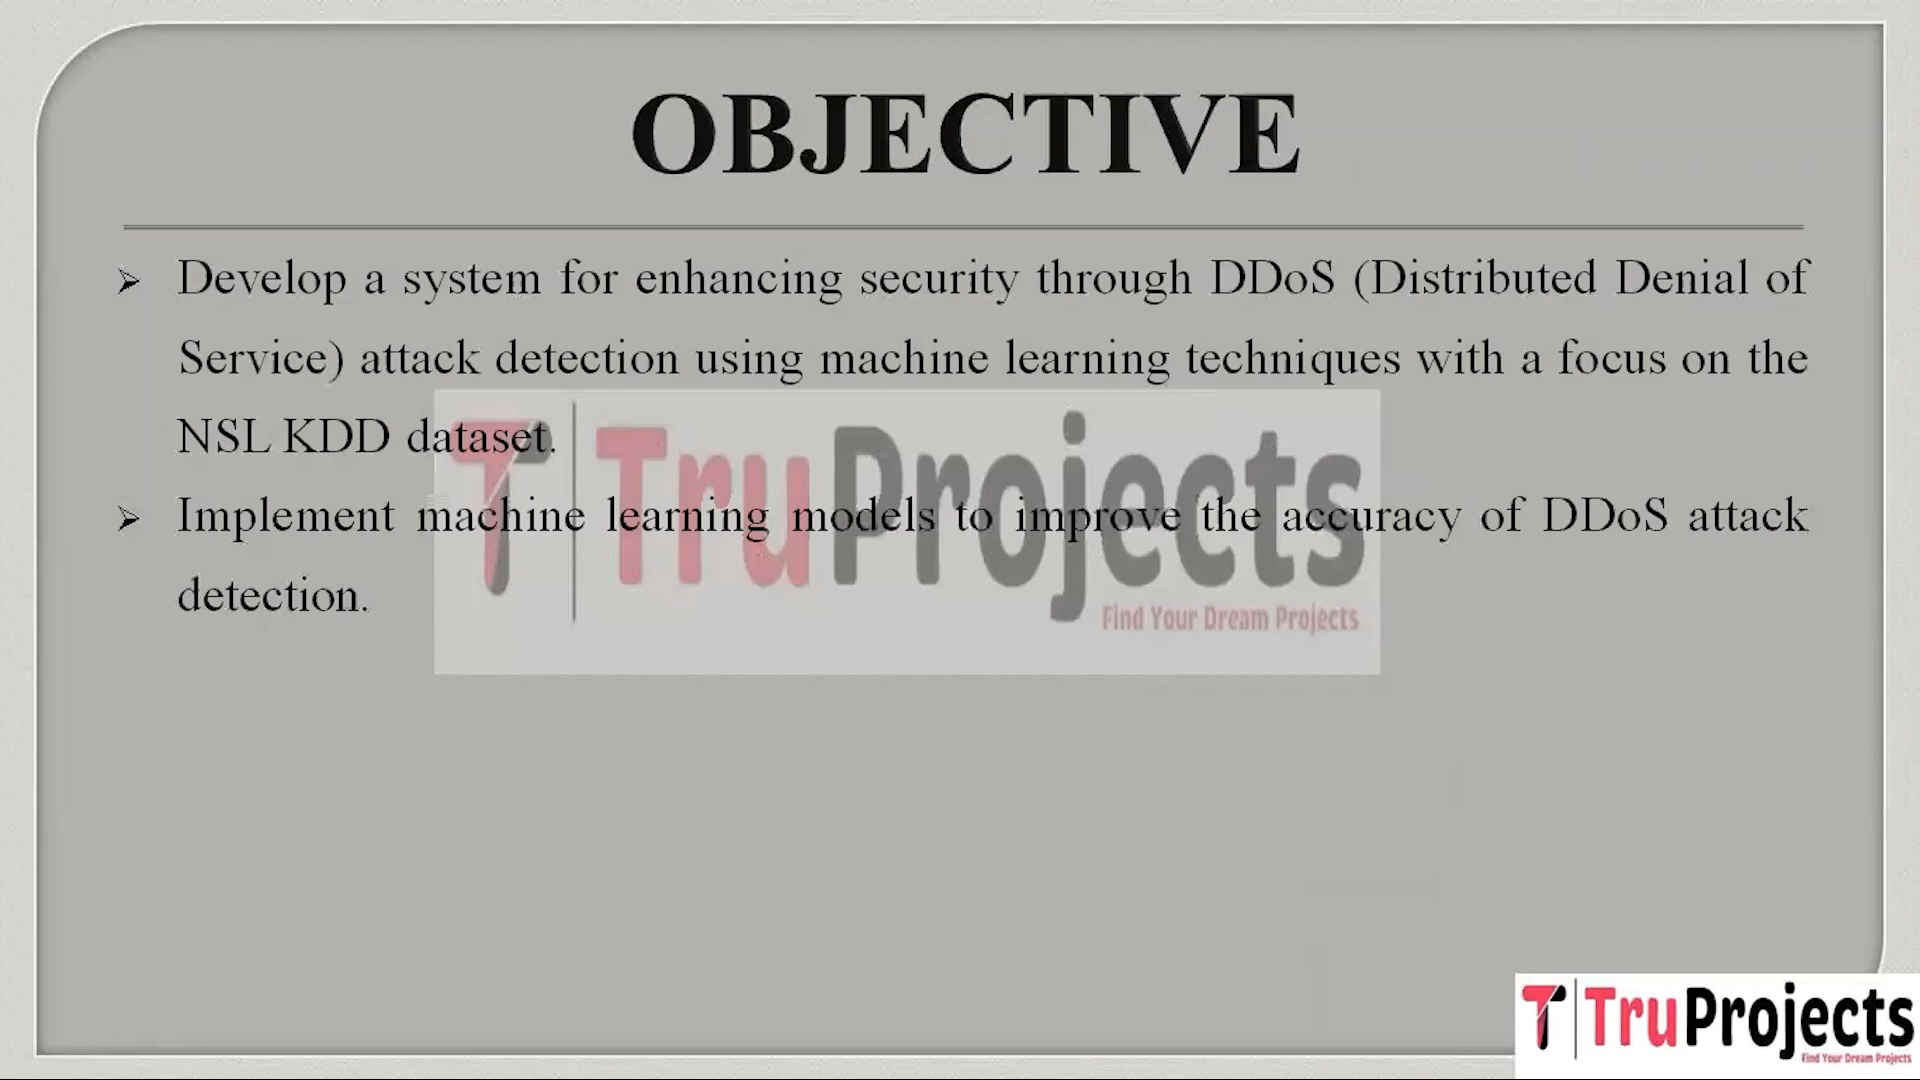 OBJECTIVE
➢ Develop a system for enhancing security through DDoS (Distributed Denial of
Service) attack detection using machine learning techniques with a focus on the
NSL KDD dataset.
➢ Implement machine learning models to improve the accuracy of DDoS attack
detection.
T TruProjects
Find Your Dream Projects
T TruProjects
Find Your Dream Projects